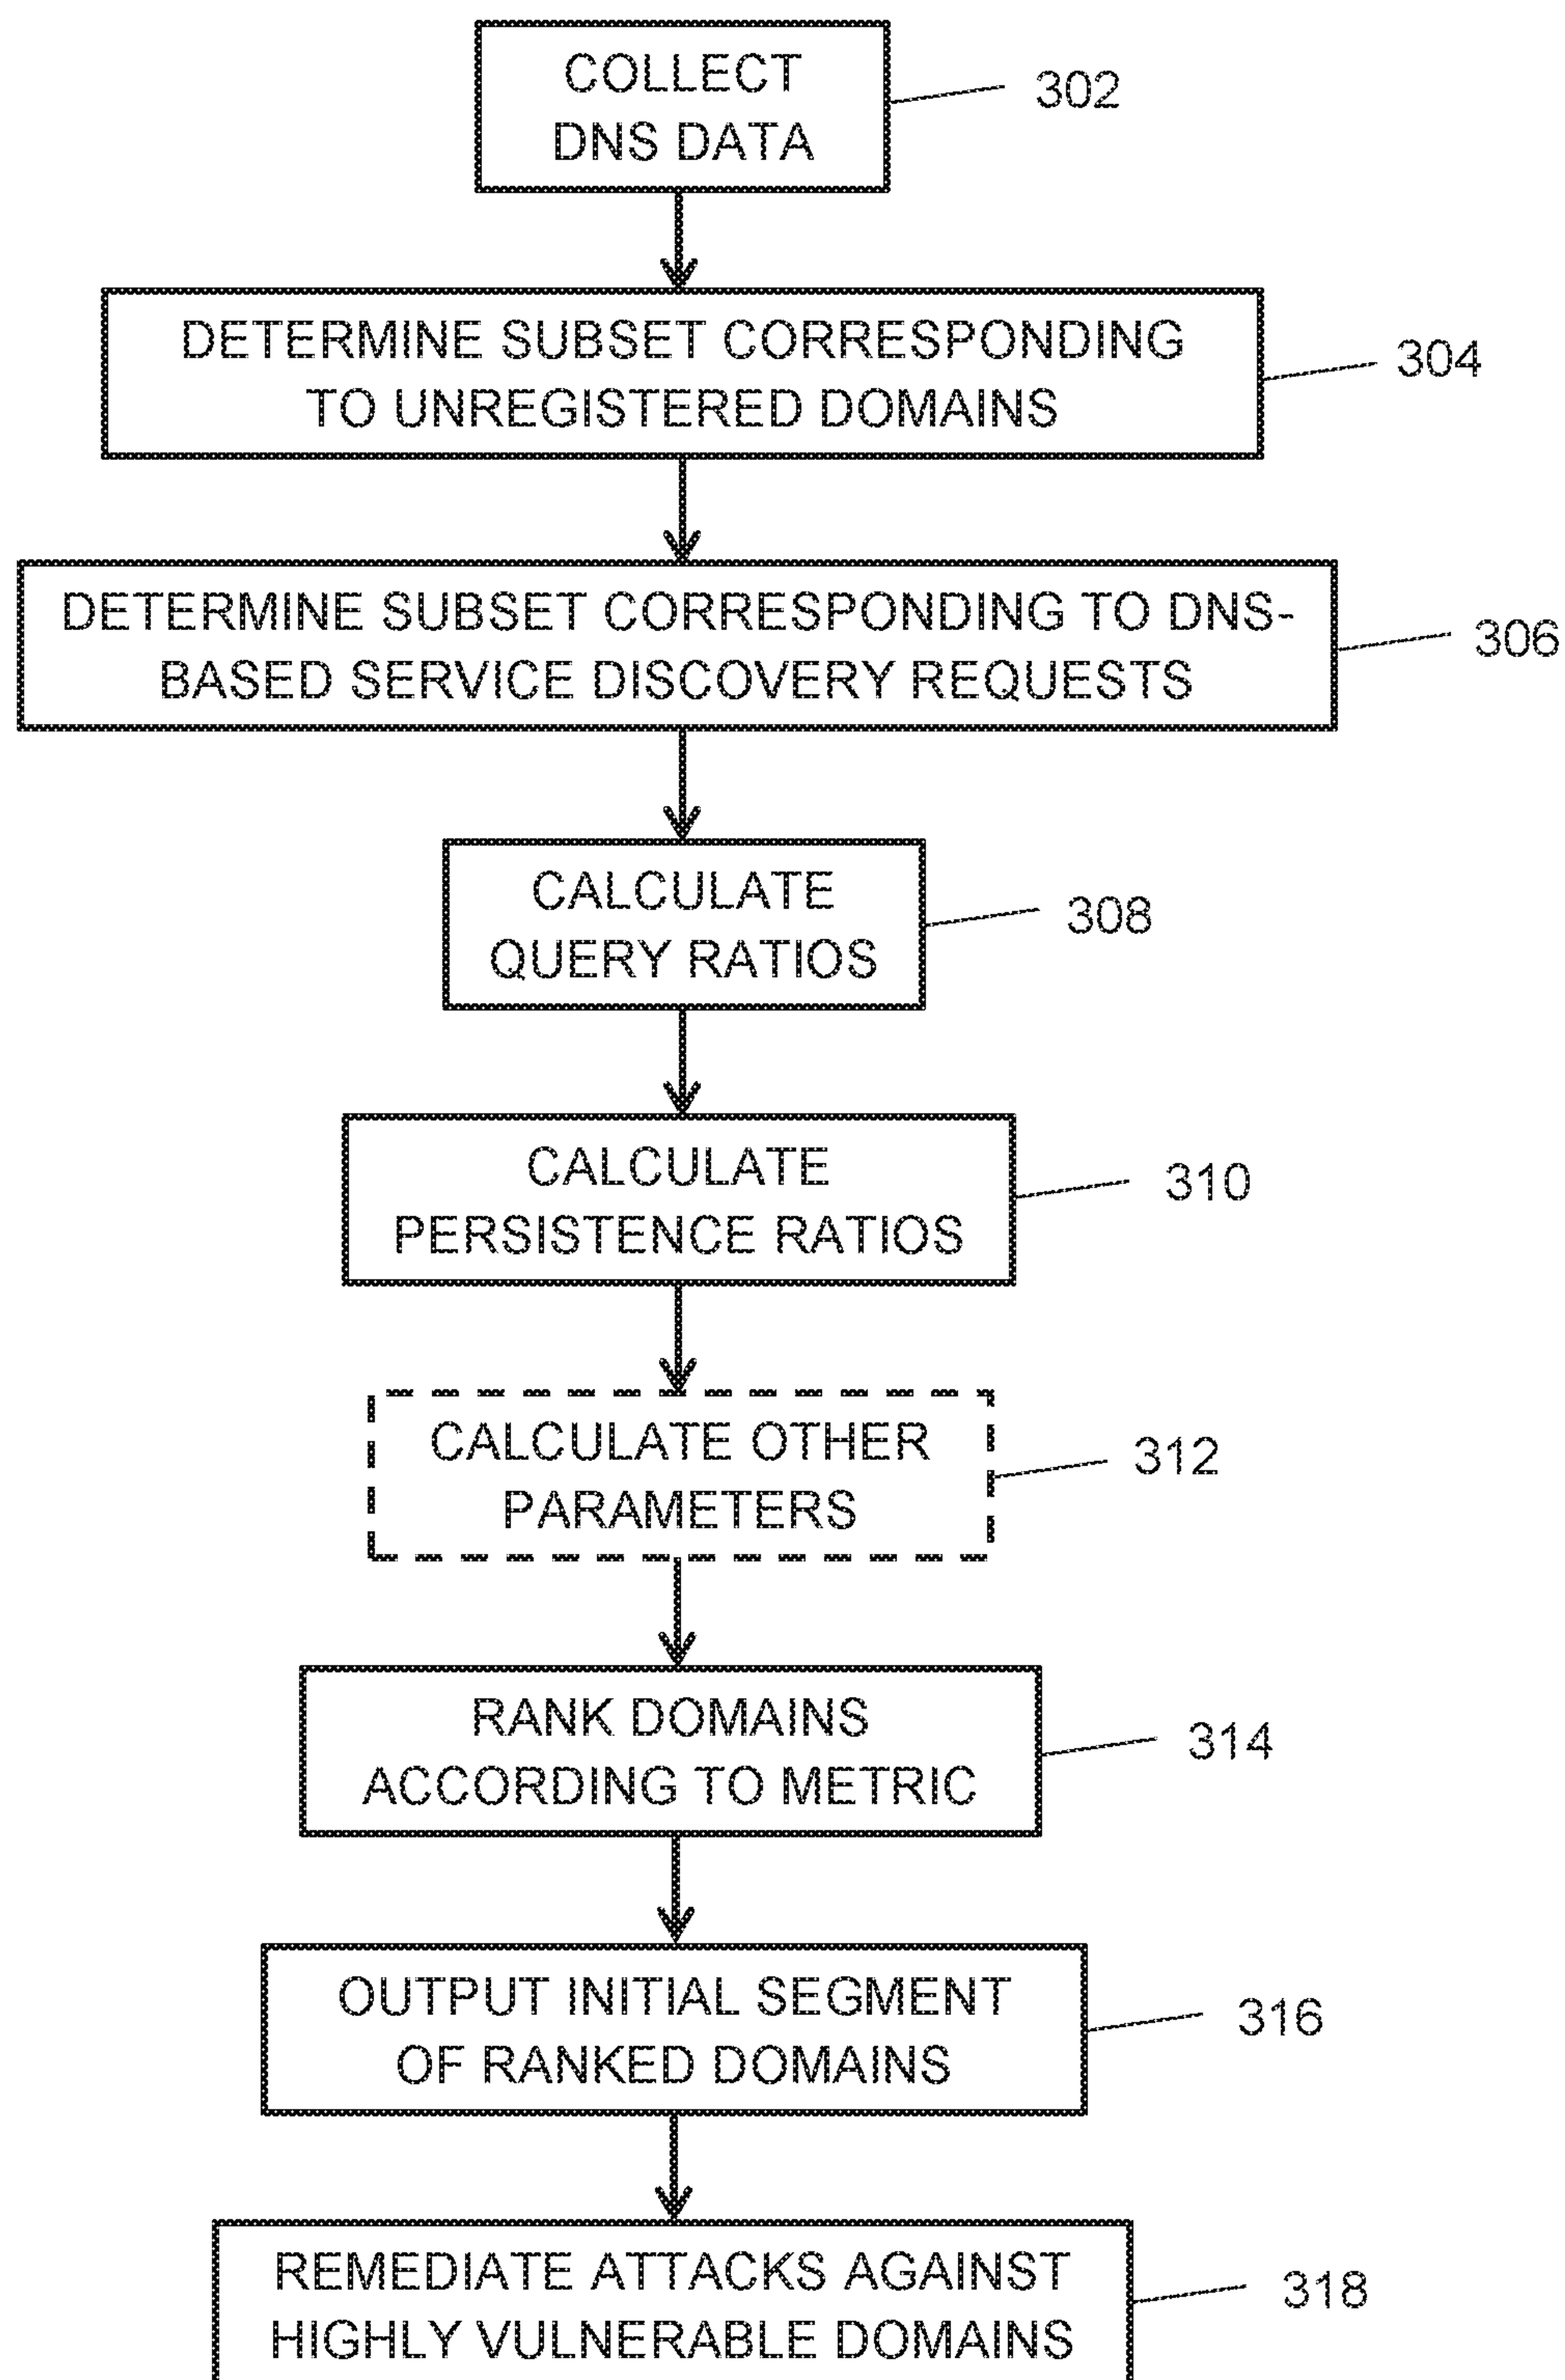 COLLECT
DNS DATA
302
DETERMINE SUBSET CORRESPONDING
TO UNREGISTERED DOMAINS
304
DETERMINE SUBSET CORRESPONDING TO DNS-
BASED SERVICE DISCOVERY REQUESTS
306
CALCULATE
QUERY RATIOS
308
CALCULATE
PERSISTENCE RATIOS
310
CALCULATE OTHER
PARAMETERS
312
RANK DOMAINS
ACCORDING TO METRIC
314
OUTPUT INITIAL SEGMENT
OF RANKED DOMAINS
316
REMEDIATE ATTACKS AGAINST
HIGHLY VULNERABLE DOMAINS
318